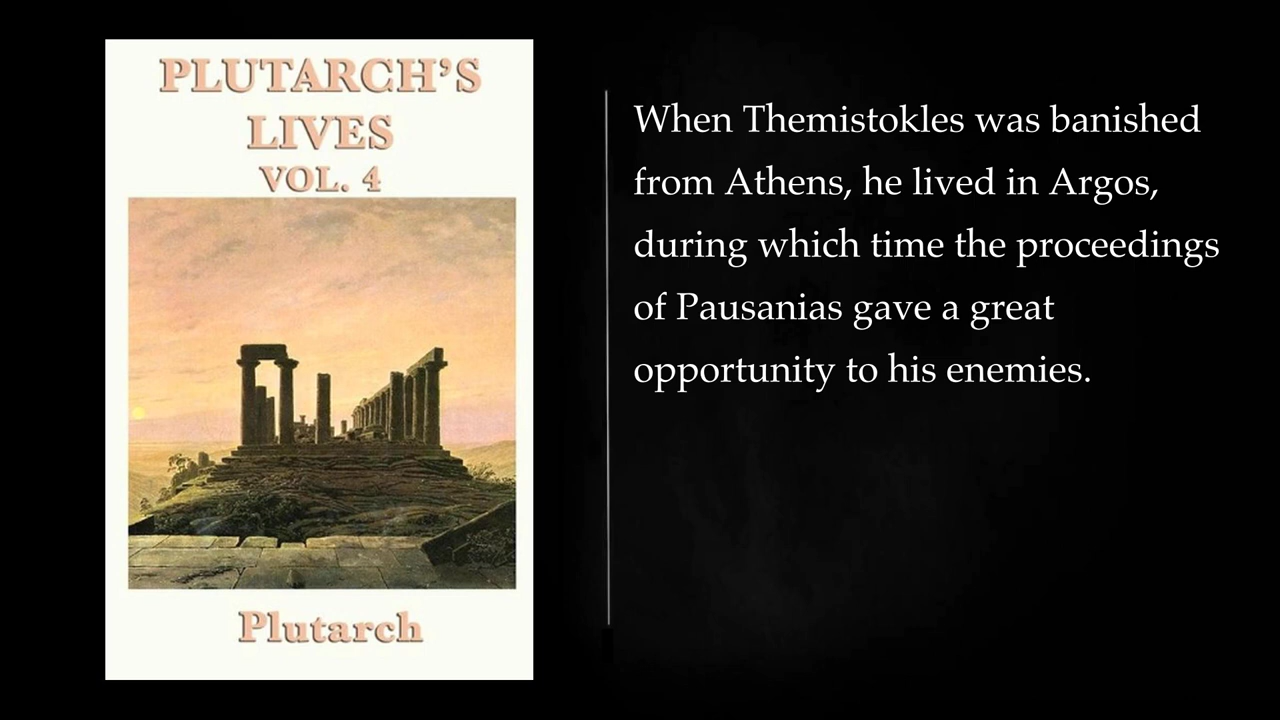 PLUTARCH'S
LIVES
VOL. 4
Plutarch
When Themistokles was banished
from Athens, he lived in Argos,
during which time the proceedings
of Pausanias gave a great
opportunity to his enemies.